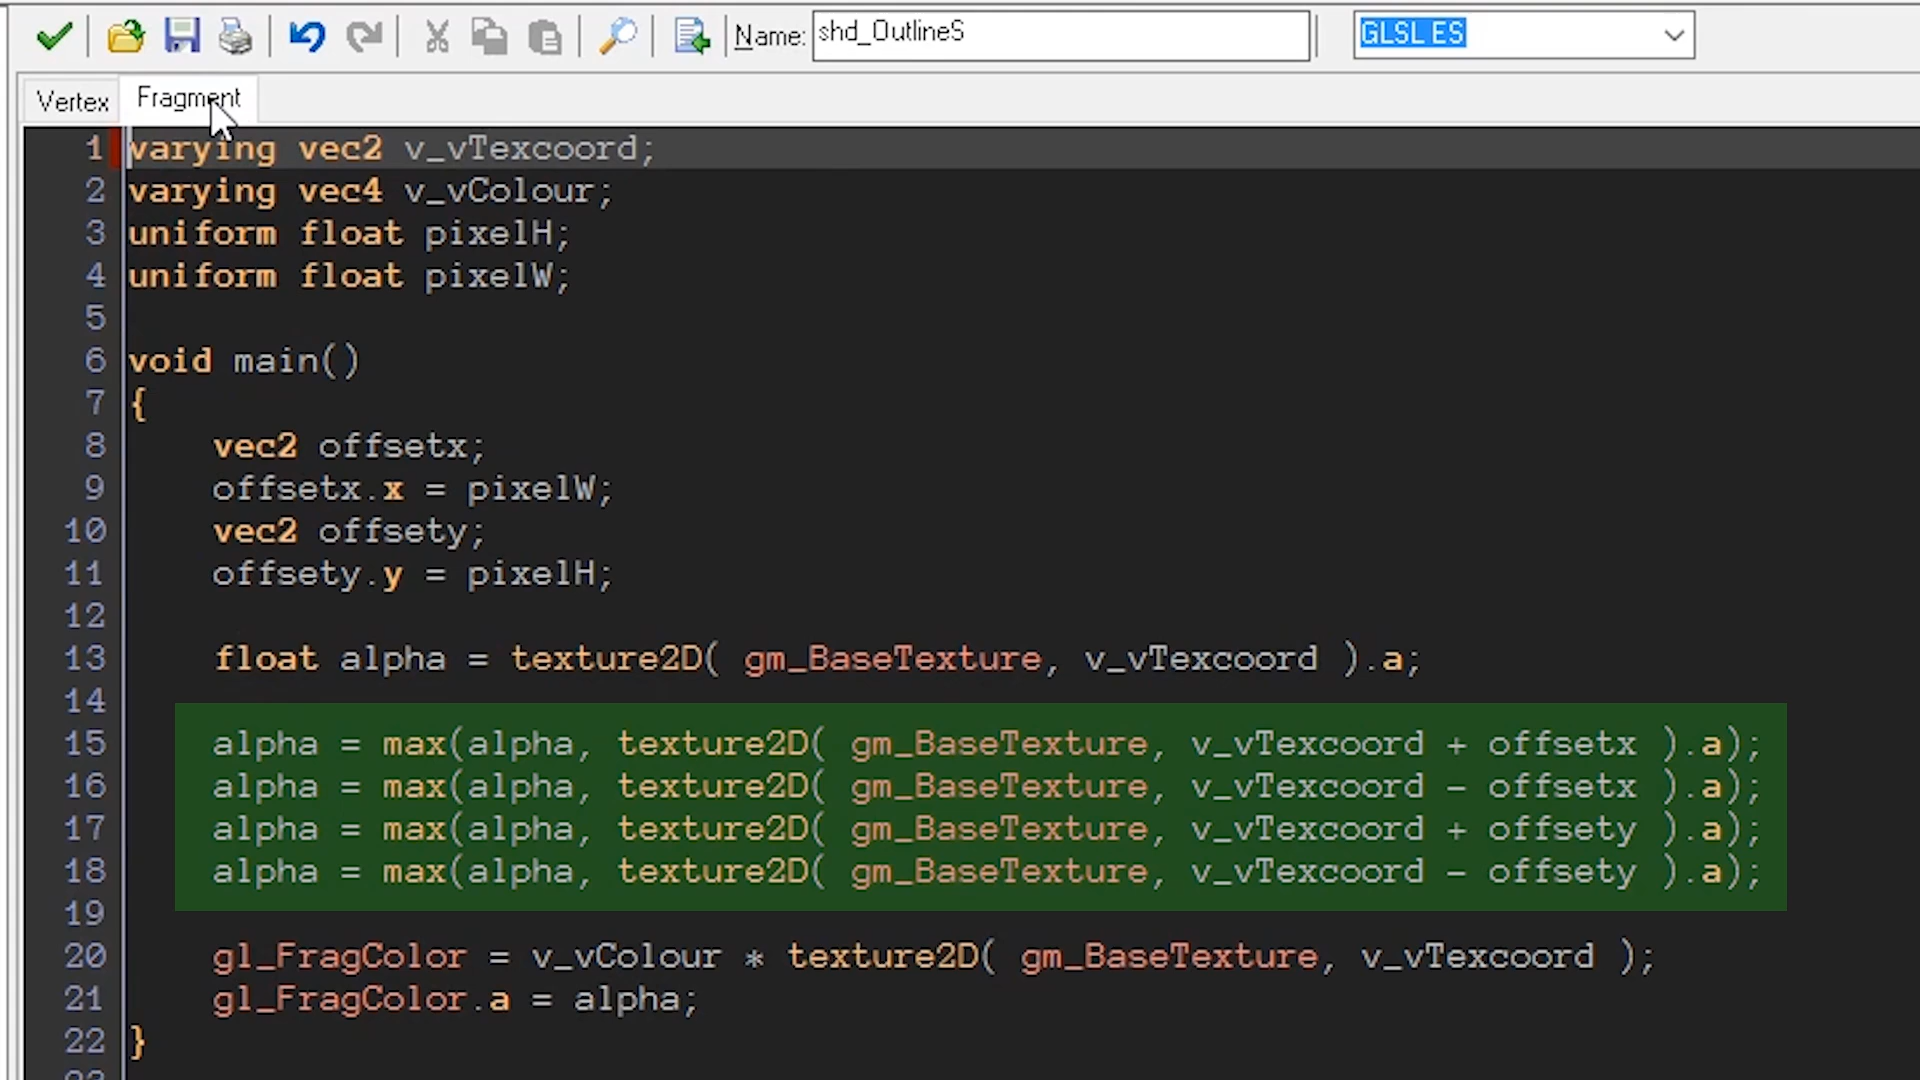 Name: shd_OutlineS GLSL ES
Vertex Fragment
1 varying vec2 v_vTexcoord;
2 varying vec4 v_vColour;
3 uniform float pixelH;
4 uniform float pixelW;
5
6 void main()
7 {
8 vec2 offsetx;
9 offsetx.x = pixelW;
10 vec2 offsety;
11 offsety.y = pixelH;
12
13 float alpha = texture2D( gm_BaseTexture, v_vTexcoord ).a;
14
15 alpha = max(alpha, texture2D( gm_BaseTexture, v_vTexcoord + offsetx ).a);
16 alpha = max(alpha, texture2D( gm_BaseTexture, v_vTexcoord - offsetx ).a);
17 alpha = max(alpha, texture2D( gm_BaseTexture, v_vTexcoord + offsety ).a);
18 alpha = max(alpha, texture2D( gm_BaseTexture, v_vTexcoord - offsety ).a);
19
20 gl_FragColor = v_vColour * texture2D( gm_BaseTexture, v_vTexcoord );
21 gl_FragColor.a = alpha;
22 }